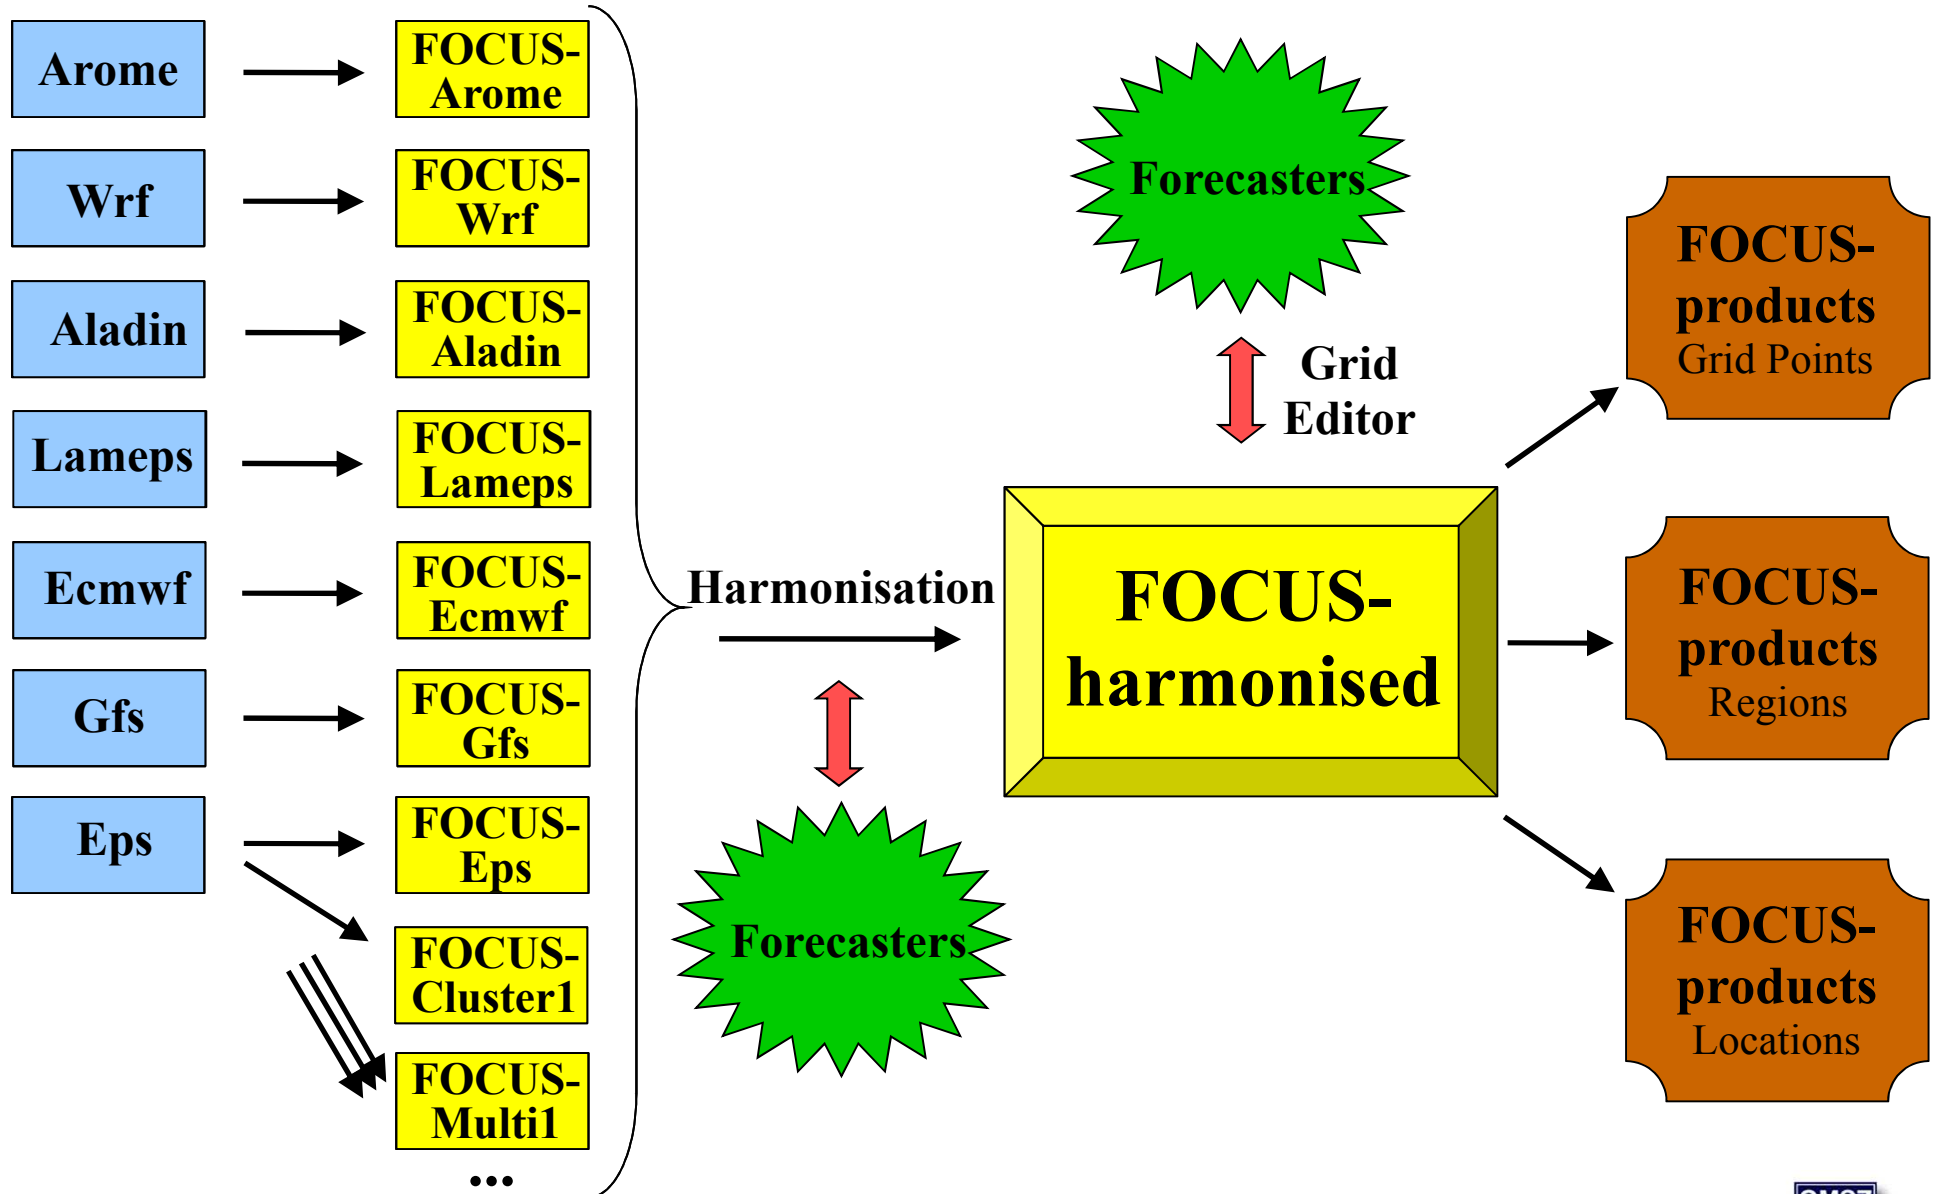 Arome
FOCUS-
Arome
Wrf
FOCUS-
Wrf
Aladin
FOCUS-
Aladin
Lameps
FOCUS-
Lameps
Ecmwf
FOCUS-
Ecmwf
Gfs
FOCUS-
Gfs
Eps
FOCUS-
Eps
FOCUS-
Cluster1
FOCUS-
Multi1
...
Harmonisation
Forecasters
Forecasters
Grid
Editor
FOCUS-
harmonised
FOCUS-
products
Grid Points
FOCUS-
products
Regions
FOCUS-
products
Locations